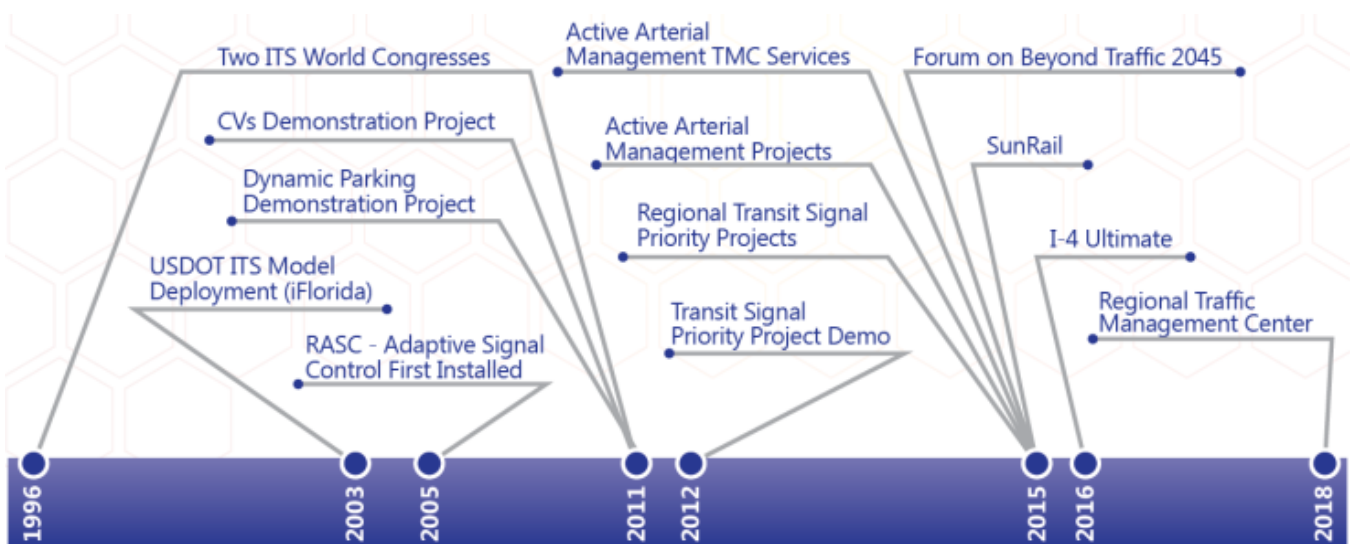 Two ITS World Congresses
CVs Demonstration Project
Dynamic Parking
Demonstration Project
USDOT ITS Model
Deployment (iFlorida)
RASC - Adaptive Signal
Control First Installed
Active Arterial
Management TMC Services
Active Arterial
Management Projects
Regional Transit Signal
Priority Projects
Transit Signal
Priority Project Demo
Forum on Beyond Traffic 2045
SunRail
I-4 Ultimate
Regional Traffic
Management Center
1996
2003
2005
2011
2012
2015
2016
2018